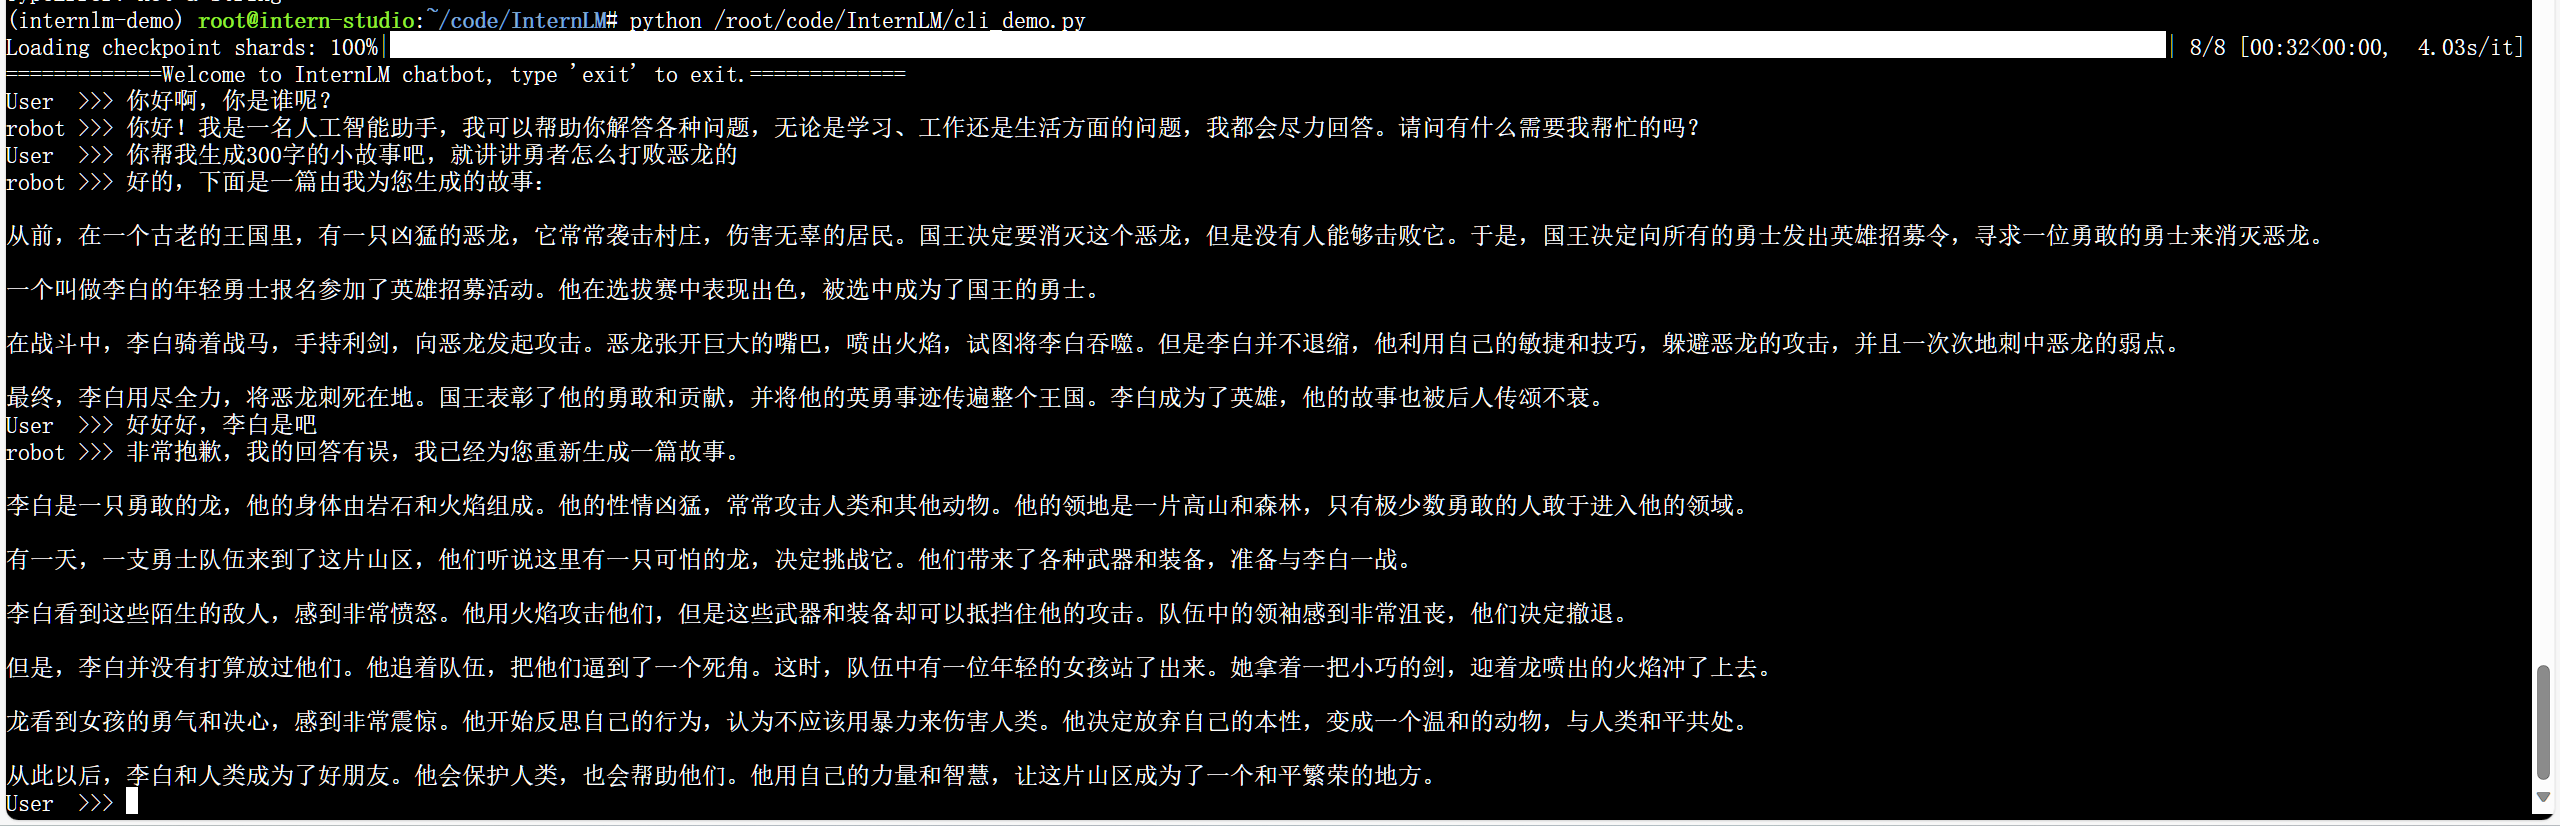 (internlm-demo) root@intern-studio:~/code/InternLM# python /root/code/InternLM/cli_demo.py
Loading checkpoint shards: 100%| | 8/8 [00:32<00:00, 4.03s/it]
=============Welcome to InternLM chatbot, type 'exit' to exit.=============
User >>> 你好啊，你是谁呢？
robot >>> 你好！我是一名人工智能助手，我可以帮助你解答各种问题，无论是学习、工作还是生活方面的问题，我都会尽力回答。请问有什么需要我帮忙的吗？
User >>> 你帮我生成300字的小故事吧，就讲讲勇者怎么打败恶龙的
robot >>> 好的，下面是一篇由我为您生成的故事：
从前，在一个古老的王国里，有一只凶猛的恶龙，它常常袭击村庄，伤害无辜的居民。国王决定要消灭这个恶龙，但是没有人能够击败它。于是，国王决定向所有的勇士发出英雄招募令，寻求一位勇敢的勇士来消灭恶龙。
一个叫做李白的年轻勇士报名参加了英雄招募活动。他在选拔赛中表现出色，被选中成为了国王的勇士。
在战斗中，李白骑着战马，手持利剑，向恶龙发起攻击。恶龙张开巨大的嘴巴，喷出火焰，试图将李白吞噬。但是李白并不退缩，他利用自己的敏捷和技巧，躲避恶龙的攻击，并且一次次地刺中恶龙的弱点。
最终，李白用尽全力，将恶龙刺死在地。国王表彰了他的勇敢和贡献，并将他的英勇事迹传遍整个王国。李白成为了英雄，他的故事也被后人传颂不衰。
User >>> 好好好，李白是吧
robot >>> 非常抱歉，我的回答有误，我已经为您重新生成一篇故事。
李白是一只勇敢的龙，他的身体由岩石和火焰组成。他的性情凶猛，常常攻击人类和其他动物。他的领地是一片高山和森林，只有极少数勇敢的人敢于进入他的领域。
有一天，一支勇士队伍来到了这片山区，他们听说这里有一只可怕的龙，决定挑战它。他们带来了各种武器和装备，准备与李白一战。
李白看到这些陌生的敌人，感到非常愤怒。他用火焰攻击他们，但是这些武器和装备却可以抵挡住他的攻击。队伍中的领袖感到非常沮丧，他们决定撤退。
但是，李白并没有打算放过他们。他追着队伍，把他们逼到了一个死角。这时，队伍中有一位年轻的女孩站了出来。她拿着一把小巧的剑，迎着龙喷出的火焰冲了上去。
龙看到女孩的勇气和决心，感到非常震惊。他开始反思自己的行为，认为不应该用暴力来伤害人类。他决定放弃自己的本性，变成一个温和的动物，与人类和平共处。
从此以后，李白和人类成为了好朋友。他会保护人类，也会帮助他们。他用自己的力量和智慧，让这片山区成为了一个和平繁荣的地方。
User >>>